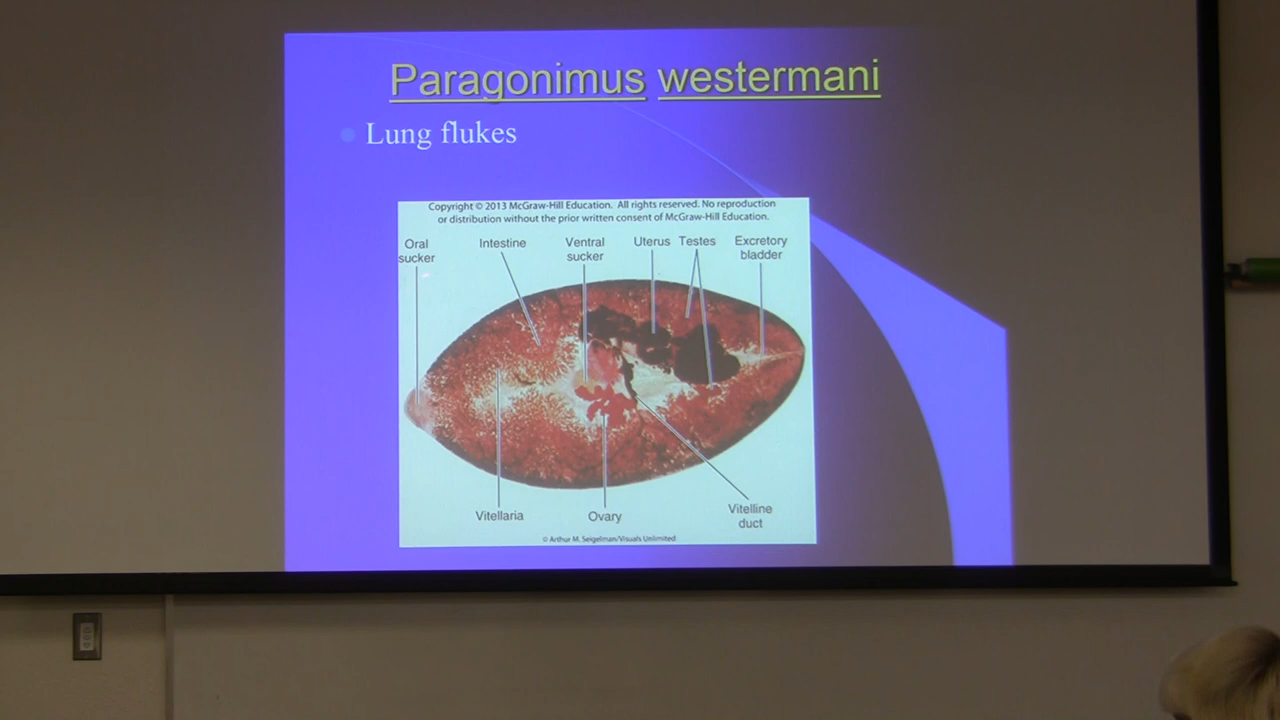 Paragonimus westermani
Lung flukes
Copyright © 2013 McGraw-Hill Education. All rights reserved. No reproduction
or distribution without the prior written consent of McGraw-Hill Education.
Oral
sucker
Intestine
Ventral
sucker
Uterus
Testes
Excretory
bladder
Vitellaria
Ovary
Vitelline
duct
© Arthur M. Seigelman/Visuals Unlimited